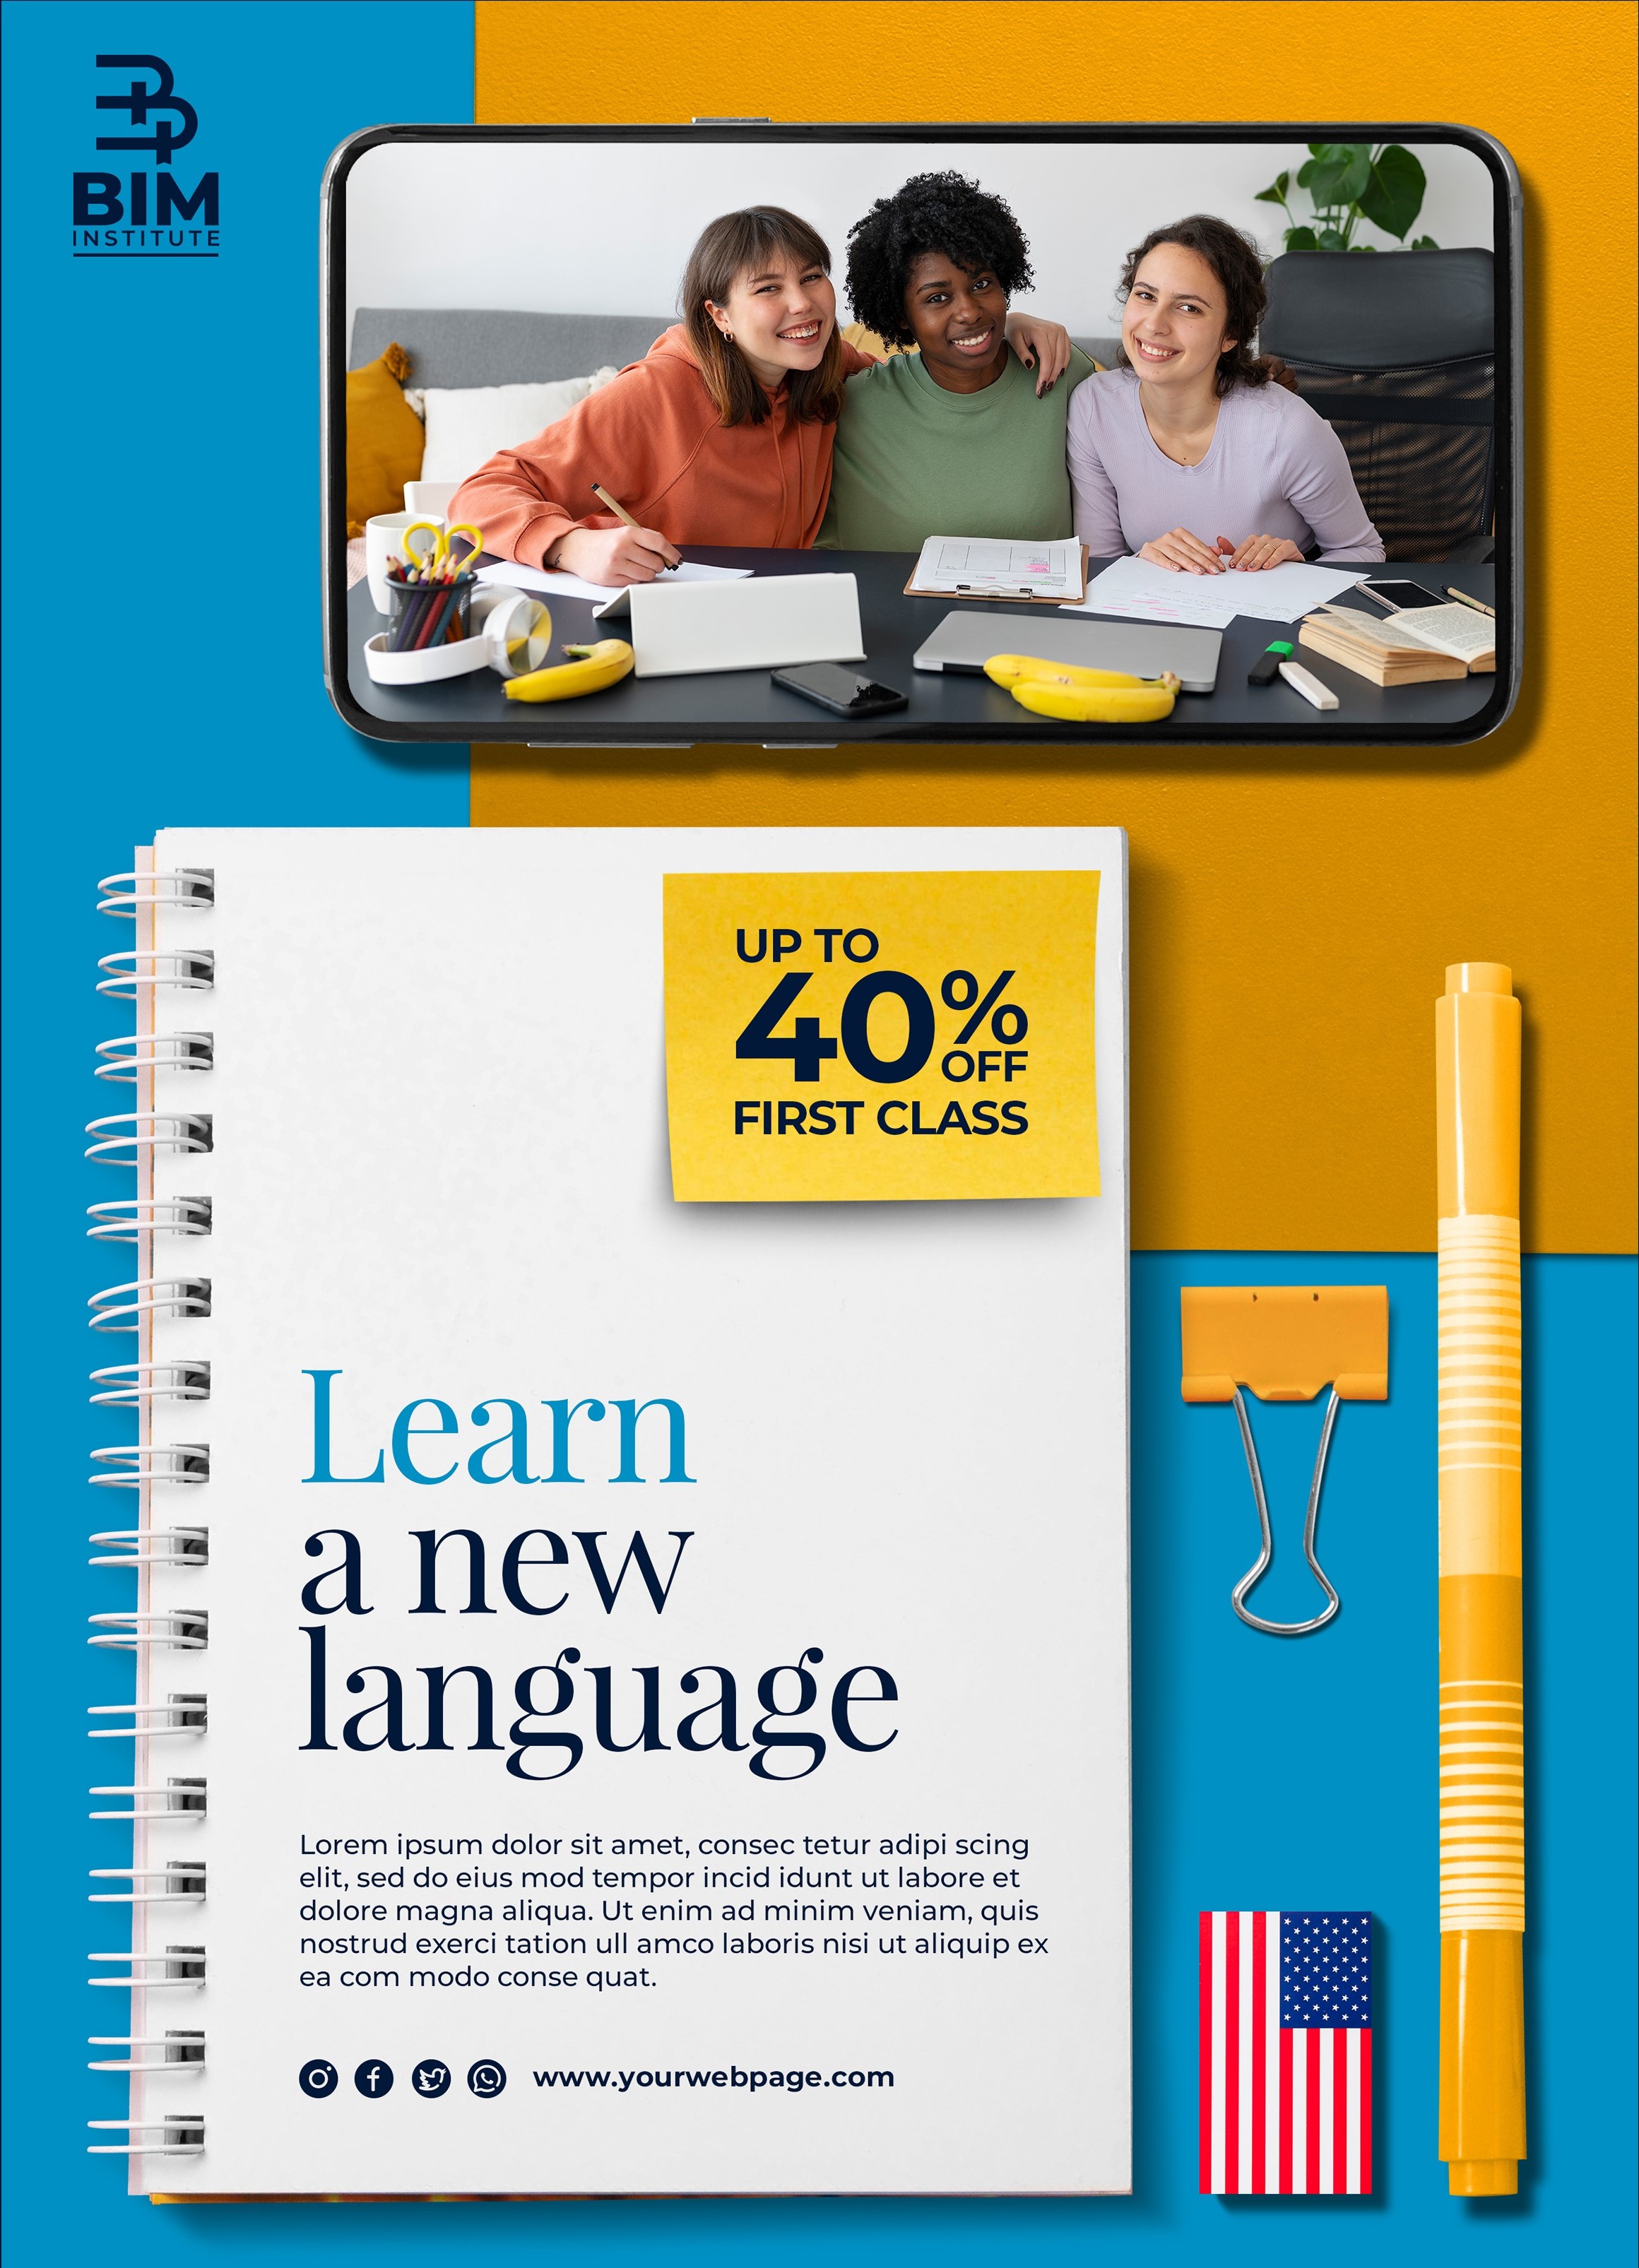 BIM
INSTITUTE
UP TO
40%
OFF
FIRST CLASS
Learn
a new
language
Lorem ipsum dolor sit amet, consec tetur adipi scing
elit, sed do eius mod tempor incid idunt ut labore et
dolore magna aliqua. Ut enim ad minim veniam, quis
nostrud exerci tation ull amco laboris nisi ut aliquip ex
ea com modo conse quat.
www.yourwebpage.com